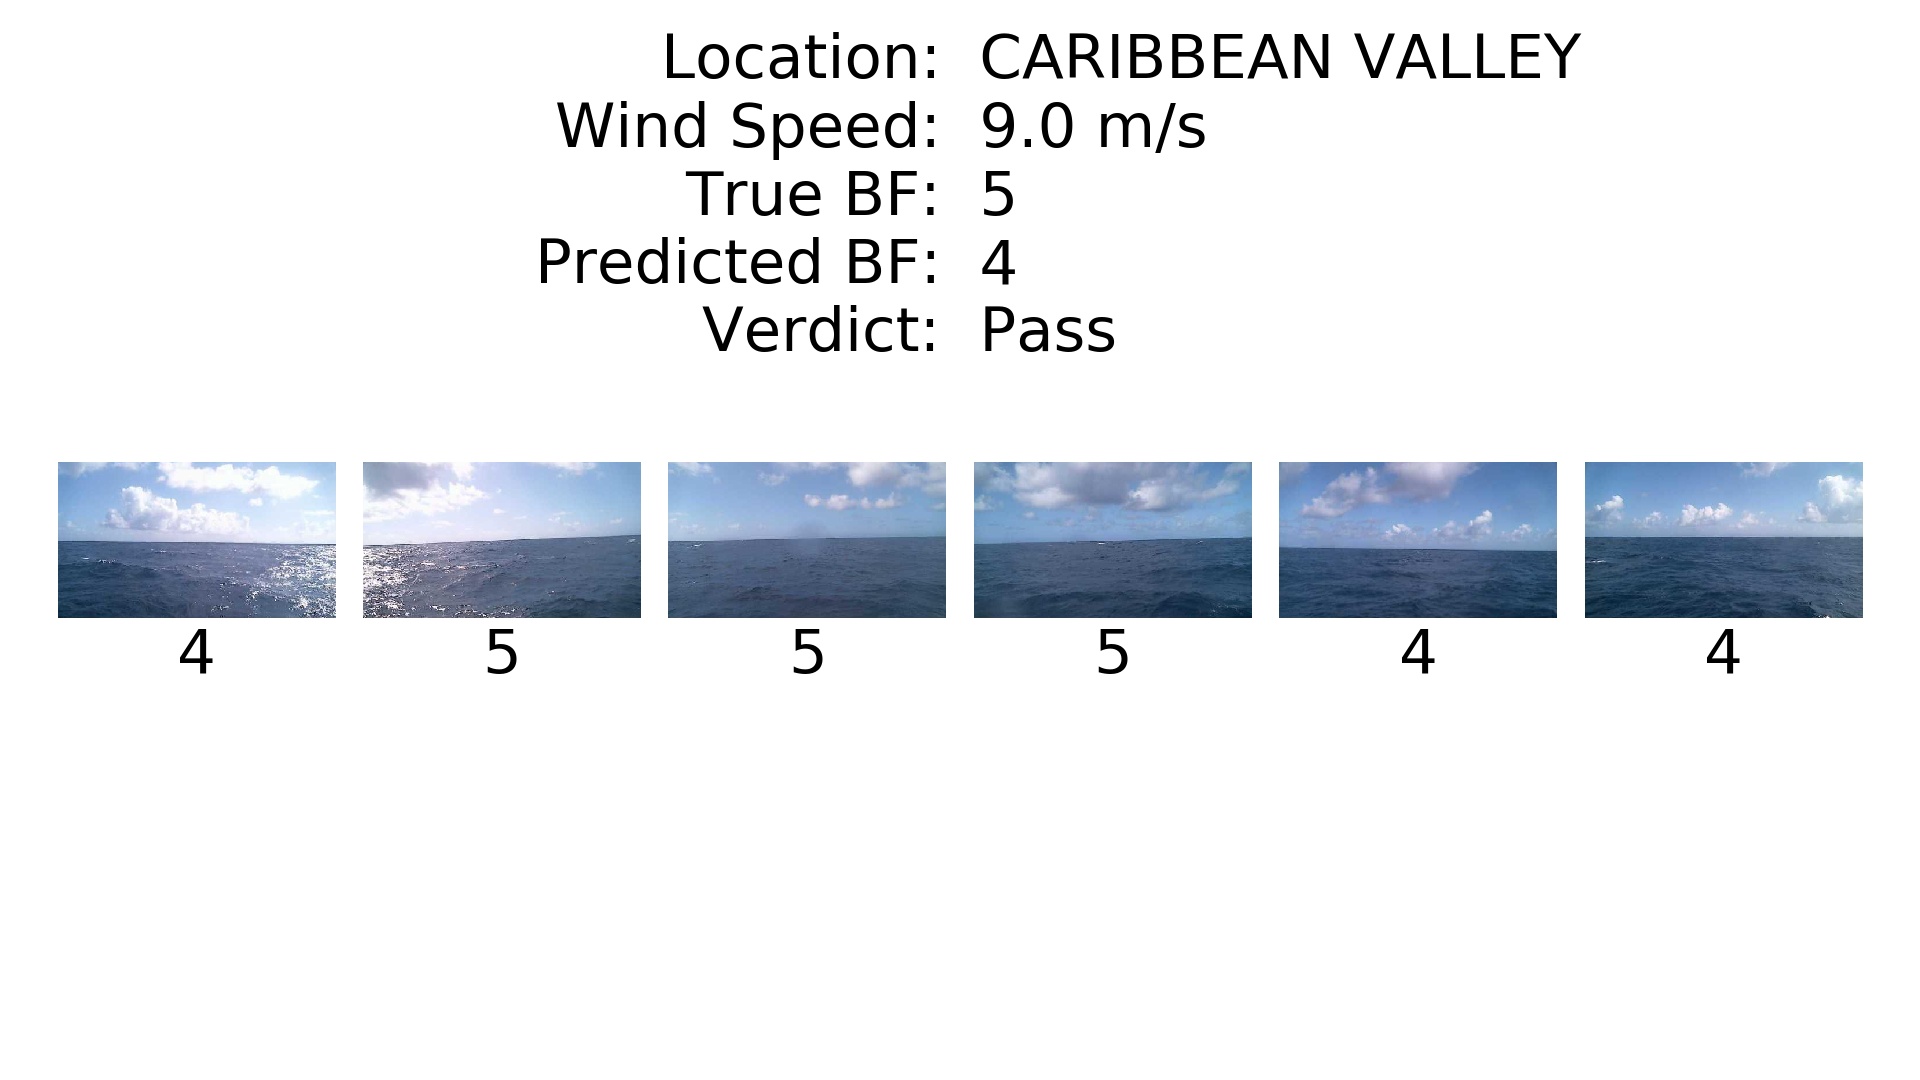 Location: CARIBBEAN VALLEY
Wind Speed: 9.0 m/s
True BF: 5
Predicted BF: 4
Verdict: Pass
4 5 5 5 4 4